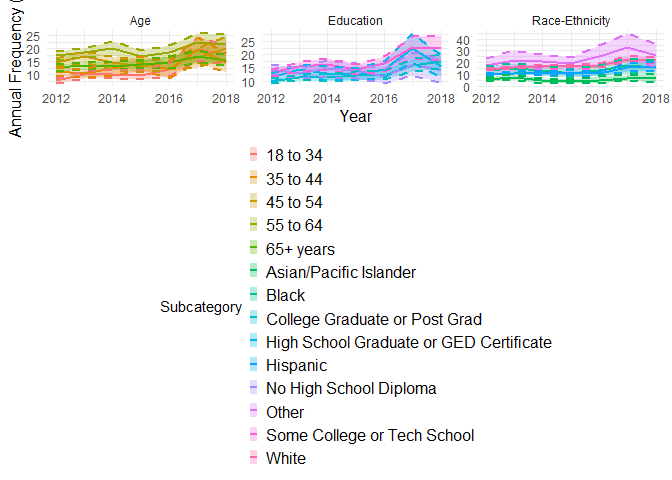 Age Education Race-Ethnicity
Annual Frequency (
25
20
15
10
25
20
15
10
40
30
20
10
0
2012 2014 2016 2018 2012 2014 2016 2018 2012 2014 2016 2018
Year
Subcategory
18 to 34
35 to 44
45 to 54
55 to 64
65+ years
Asian/Pacific Islander
Black
College Graduate or Post Grad
High School Graduate or GED Certificate
Hispanic
No High School Diploma
Other
Some College or Tech School
White